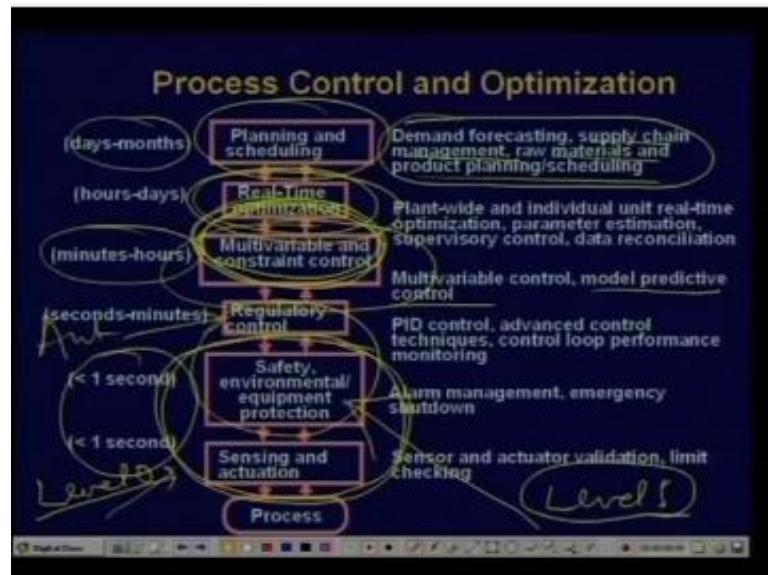 Process Control and Optimization
(days-months)
Planning and
scheduling
Demand forecasting, supply chain
management, raw materials and
product planning/scheduling
(hours-days)
Real-Time
optimization
Plant-wide and individual unit real-time
optimization, parameter estimation,
supervisory control, data reconciliation
(minutes-hours)
Multivariable and
constraint control
Multivariable control, model predictive
control
(seconds-minutes)
Regulatory
control
PID control, advanced control
techniques, control loop performance
monitoring
(< 1 second)
Safety,
environmental/
equipment
protection
Alarm management, emergency
shutdown
(< 1 second)
Sensing and
actuation
Sensor and actuator validation, limit
checking
Level
Level 1
Process